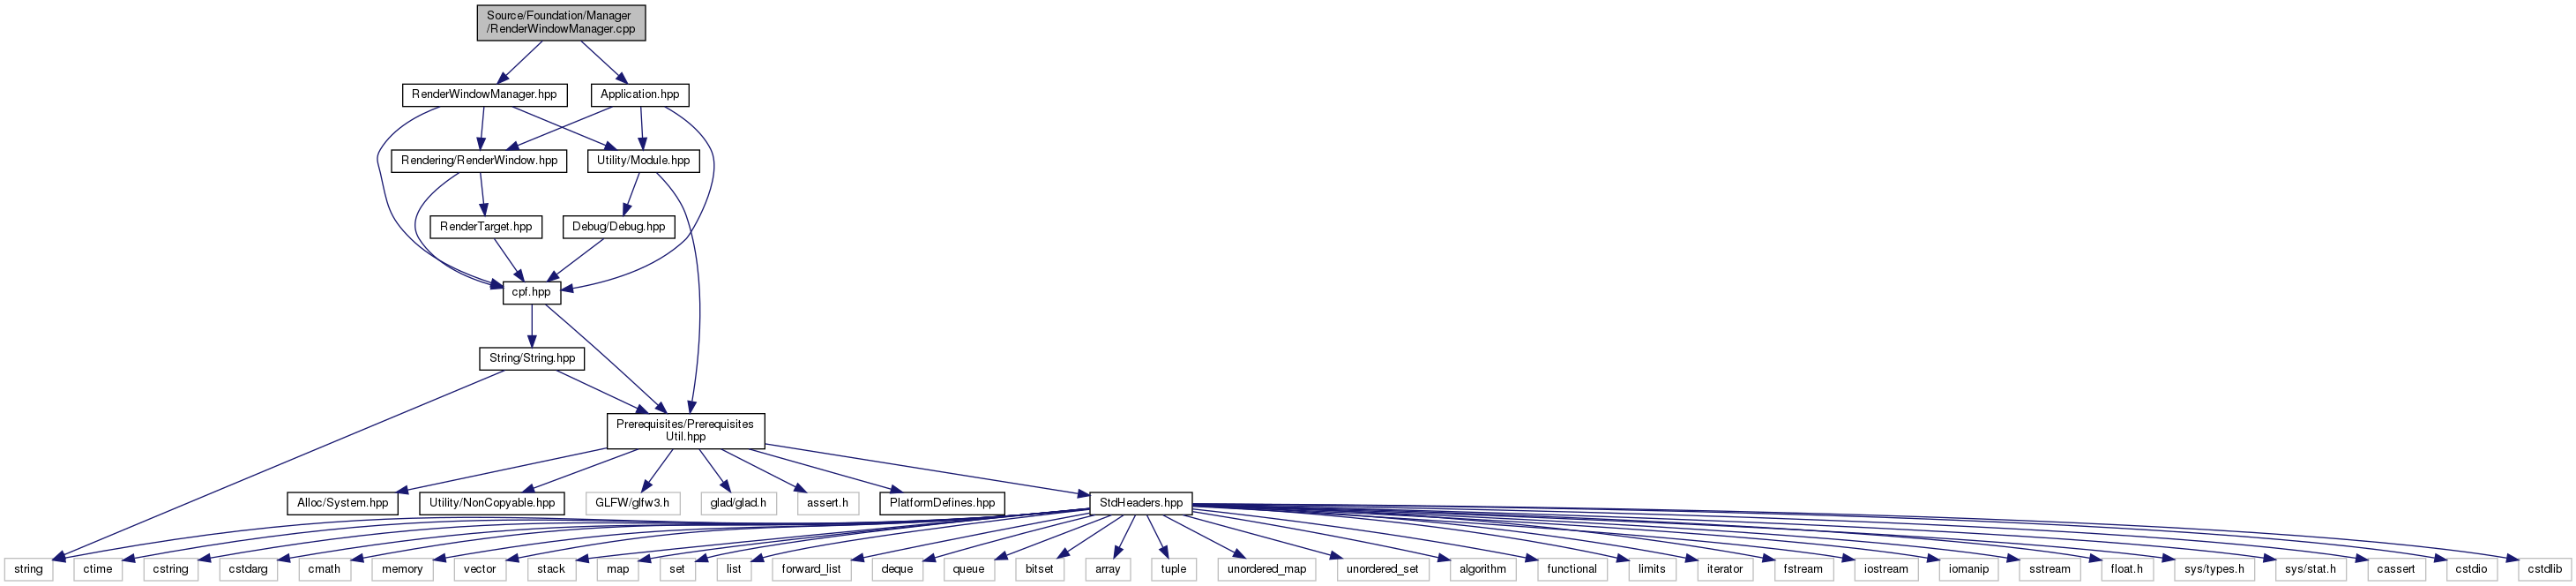 Source/Foundation/Manager
/RenderWindowManager.cpp
RenderWindowManager.hpp
Application.hpp
Rendering/RenderWindow.hpp
Utility/Module.hpp
RenderTarget.hpp
Debug/Debug.hpp
cpf.hpp
String/String.hpp
Prerequisites/Prerequisites
Util.hpp
Alloc/System.hpp
Utility/NonCopyable.hpp
GLFW/glfw3.h
glad/glad.h
assert.h
PlatformDefines.hpp
StdHeaders.hpp
string
ctime
cstring
cstdarg
cmath
memory
vector
stack
map
set
list
forward_list
deque
queue
bitset
array
tuple
unordered_map
unordered_set
algorithm
functional
limits
iterator
fstream
iostream
iomanip
sstream
float.h
sys/types.h
sys/stat.h
cassert
cstdio
cstdlib